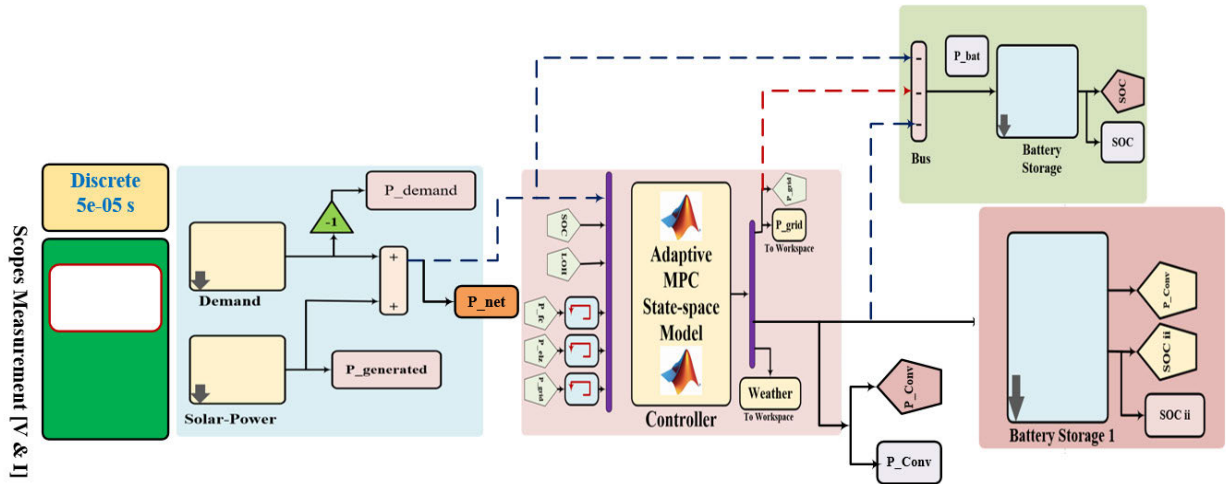 Discrete
5e-05 s
Scopes Measurement [V & I]
P_demand
-1
Demand
+
+
P_net
P_generated
Solar-Power
SOC
LOH
P_fc
P_elz
P_grid
Adaptive
MPC
State-space
Model
Controller
P_grid
P_grid
To Workspace
Weather
To Workspace
P_Conv
P_Conv
-
-
-
Bus
P_bat
Battery
Storage
SOC
SOC
P_Conv
SOC ii
SOC ii
Battery Storage 1